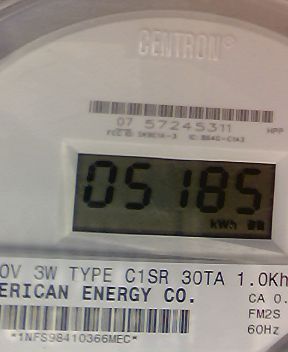 CENTRON®
07 57245311
HPP
05185
kWh
0V 3W TYPE C1SR 30TA 1.0Kh
ERICAN ENERGY CO.
CA 0.
FM2S
60Hz
*1NFS98410366MEC*